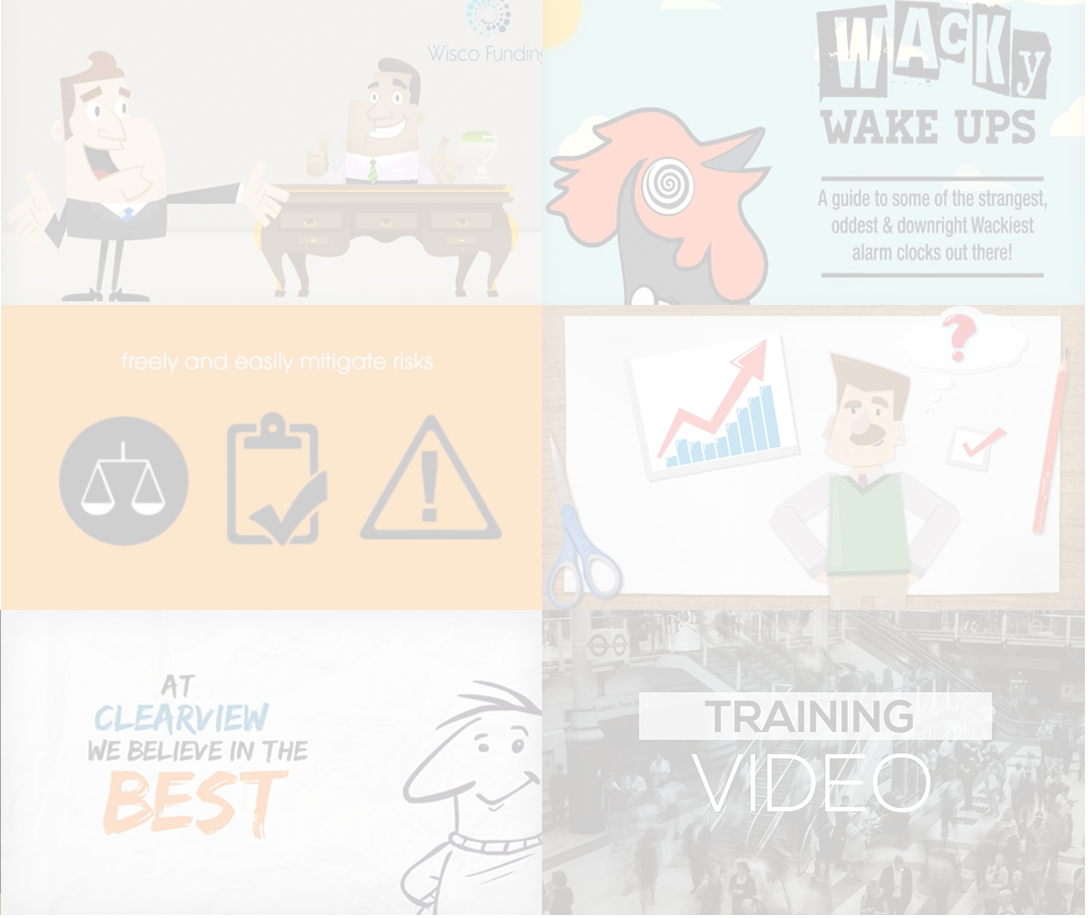 Wisco Funding
WACKy
WAKE UPS
A guide to some of the strangest,
oddest & downright Wackiest
alarm clocks out there!
freely and easily mitigate risks
?
AT
CLEARVIEW
WE BELIEVE IN THE
BEST
TRAINING
VIDEO